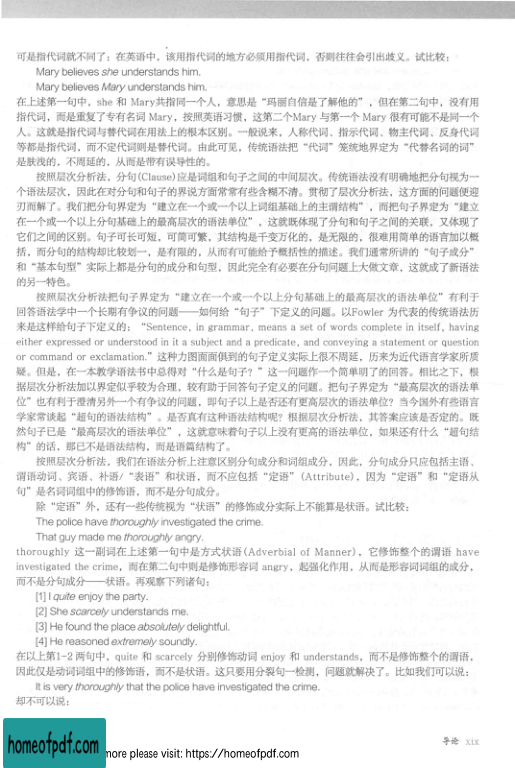 可是指代词就不同了：在英语中，该用指代词的地方必须用指代词，否则往往会引出歧义。试比较：
Mary believes she understands him.
Mary believes Mary understands him.
在上述第一句中，she 和 Mary共指同一个人，意思是“玛丽自信是了解他的”，但在第二句中，没有用
指代词，而是重复了专有名词 Mary，按照英语习惯，这第二个Mary 与第一个 Mary 很有可能不是同一个
人。这就是指代词与替代词在用法上的根本区别。一般说来，人称代词、指示代词、物主代词、反身代词
等都是指代词，而不定代词则是替代词。由此可见，传统语法把“代词”笼统地界定为“代替名词的词”
是肤浅的，不周延的，从而是带有误导性的。
按照层次分析法，分句(Clause)应是词组和句子之间的中间层次。传统语法没有明确地把分句视为一
个语法层次，因此在对分句和句子的界说方面常常有些含糊不清。贯彻了层次分析法，这方面的问题便迎
刃而解了。我们把分句界定为“建立在一个或一个以上词组基础上的主谓结构”，而把句子界定为“建立
在一个或一个以上分句基础上的最高层次的语法单位”，这就既体现了分句和句子之间的关联，又体现了
它们之间的区别。句子可长可短，可简可繁，其结构是千变万化的，是无限的，很难用简单的语言加以概
括，而分句的结构却比较划一，是有限的，从而有可能给予概括性的描述。我们通常所讲的“句子成分”
和“基本句型”实际上都是分句的成分和句型，因此完全有必要在分句问题上大做文章，这就成了新语法
的另一特色。
按照层次分析法把句子界定为“建立在一个或一个以上分句基础上的最高层次的语法单位”有利于
回答语法学中一个长期有争议的问题——如何给“句子”下定义的问题。以Fowler 为代表的传统语法历
来是这样给句子下定义的：“Sentence, in grammar, means a set of words complete in itself, having
either expressed or understood in it a subject and a predicate, and conveying a statement or question
or command or exclamation.”这种力图面面俱到的句子定义实际上很不周延，历来为近代语言学家所质
疑。但是，在一本教学语法书中总得对“什么是句子？”这一问题作一个简单明了的回答。相比之下，根
据层次分析法加以界定似乎较为合理，较有助于回答句子定义的问题。把句子界定为“最高层次的语法单
位”也有利于澄清另外一个有争议的问题，即句子以上是否还有更高层次的语法单位？当今国外有些语言
学家常谈起“超句的语法结构”。是否真有这种语法结构呢？根据层次分析法，其答案应该是否定的。既
然句子已是“最高层次的语法单位”，这就意味着句子以上没有更高的语法单位，如果还有什么“超句结
构”的话，那已不是语法结构，而是语篇结构了。
按照层次分析法，我们在语法分析上注意区别分句成分和词组成分，因此，分句成分只应包括主语、
谓语动词、宾语、补语/“表语”和状语，而不应包括“定语”(Attribute)，因为“定语”和“定语从
句”是名词词组中的修饰语，而不是分句成分。
除“定语”外，还有一些传统视为“状语”的修饰成分实际上不能算是状语。试比较：
The police have thoroughly investigated the crime.
That guy made me thoroughly angry.
thoroughly 这一副词在上述第一句中是方式状语(Adverbial of Manner)，它修饰整个的谓语 have
investigated the crime，而在第二句中则是修饰形容词 angry，起强化作用，从而是形容词词组的成分，
而不是分句成分——状语。再观察下列诸句：
[1] I quite enjoy the party.
[2] She scarcely understands me.
[3] He found the place absolutely delightful.
[4] He reasoned extremely soundly.
在以上第1-2 两句中，quite 和 scarcely 分别修饰动词 enjoy 和 understands，而不是修饰整个的谓语，
因此仅是动词词组中的修饰语，而不是状语。这只要用分裂句一检测，问题就解决了。比如我们可以说：
It is very thoroughly that the police have investigated the crime.
却不可以说：
导论 xix
homeofpdf.com
more please visit: https://homeofpdf.com